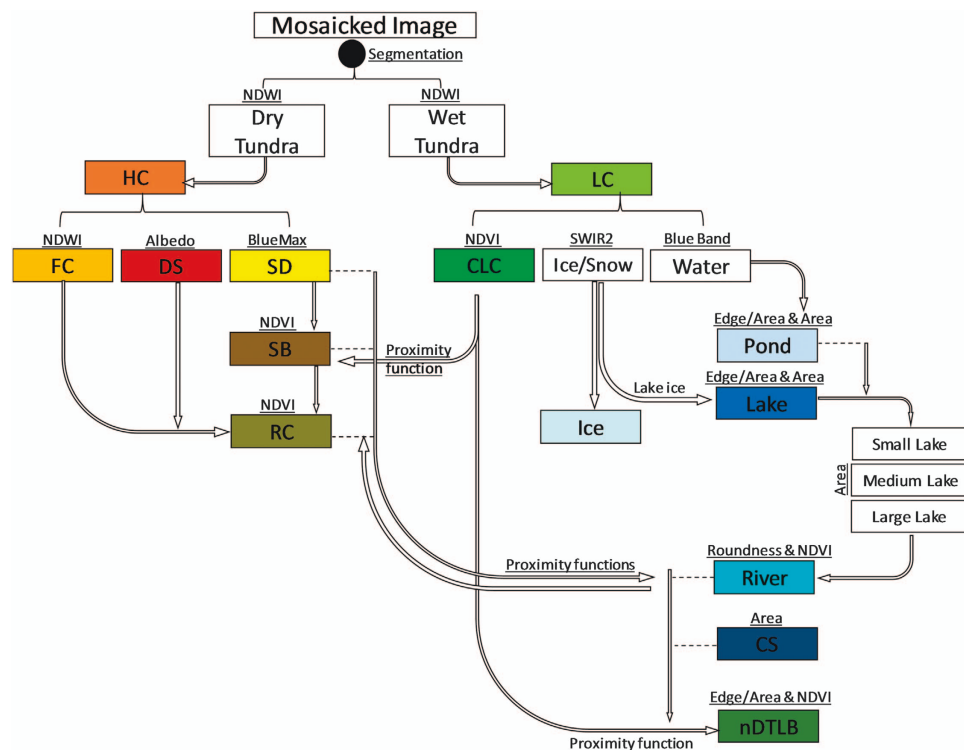 Mosaicked Image
Segmentation
NDWI
NDWI
Dry
Tundra
Wet
Tundra
HC
LC
NDWI
Albedo
BlueMax
NDVI
SWIR2
Blue Band
FC
DS
SD
CLC
Ice/Snow
Water
NDVI
SB
Proximity
function
Edge/Area & Area
Pond
Edge/Area & Area
Lake ice
Lake
NDVI
RC
Ice
Small Lake
Area
Medium Lake
Large Lake
Proximity functions
Roundness & NDVI
River
Area
CS
Edge/Area & NDVI
nDTLB
Proximity function